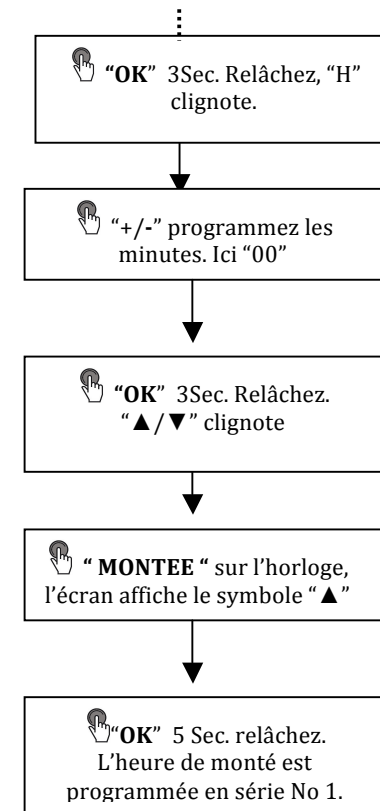 “OK” 3Sec. Relâchez, “H”
clignote.
“+/-” programmez les
minutes. Ici “00”
“OK” 3Sec. Relâchez.
“▲/▼” clignote
“ MONTEE “ sur l’horloge,
l’écran affiche le symbole “▲”
“OK” 5 Sec. relâchez.
L’heure de monté est
programmée en série No 1.